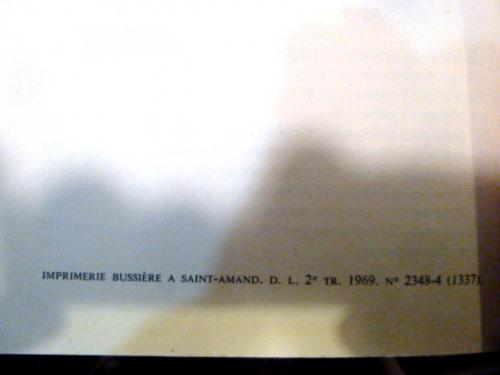 IMPRIMERIE BUSSIÈRE A SAINT-AMAND. D. L. 2e TR. 1969. No 2348-4 (1337).